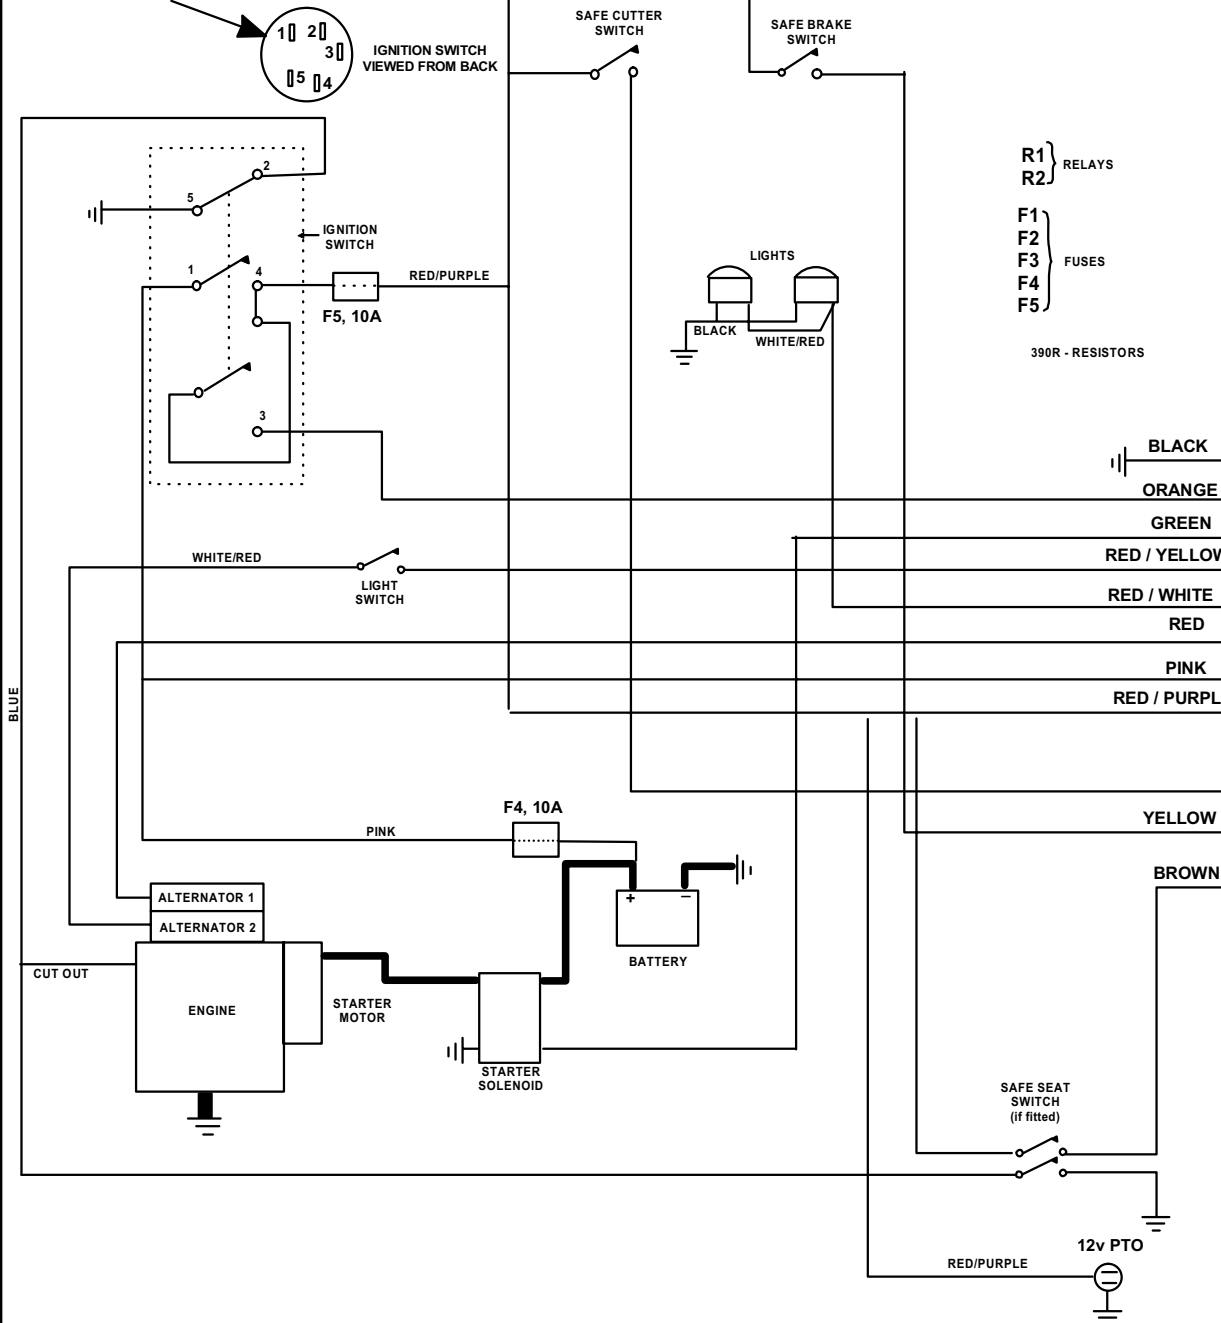 SAFE CUTTER
SWITCH
SAFE BRAKE
SWITCH
1
2
3
5
4
IGNITION SWITCH
VIEWED FROM BACK
2
5
IGNITION
SWITCH
1
4
RED/PURPLE
F5, 10A
3
LIGHTS
BLACK
WHITE/RED
R1
R2
RELAYS
F1
F2
F3
F4
F5
FUSES
390R - RESISTORS
BLACK
ORANGE
GREEN
RED / YELLOW
RED / WHITE
RED
PINK
RED / PURPL
YELLOW
BROWN
WHITE/RED
LIGHT
SWITCH
BLUE
F4, 10A
PINK
ALTERNATOR 1
ALTERNATOR 2
+
–
BATTERY
CUT OUT
ENGINE
STARTER
MOTOR
STARTER
SOLENOID
SAFE SEAT
SWITCH
(if fitted)
12v PTO
RED/PURPLE